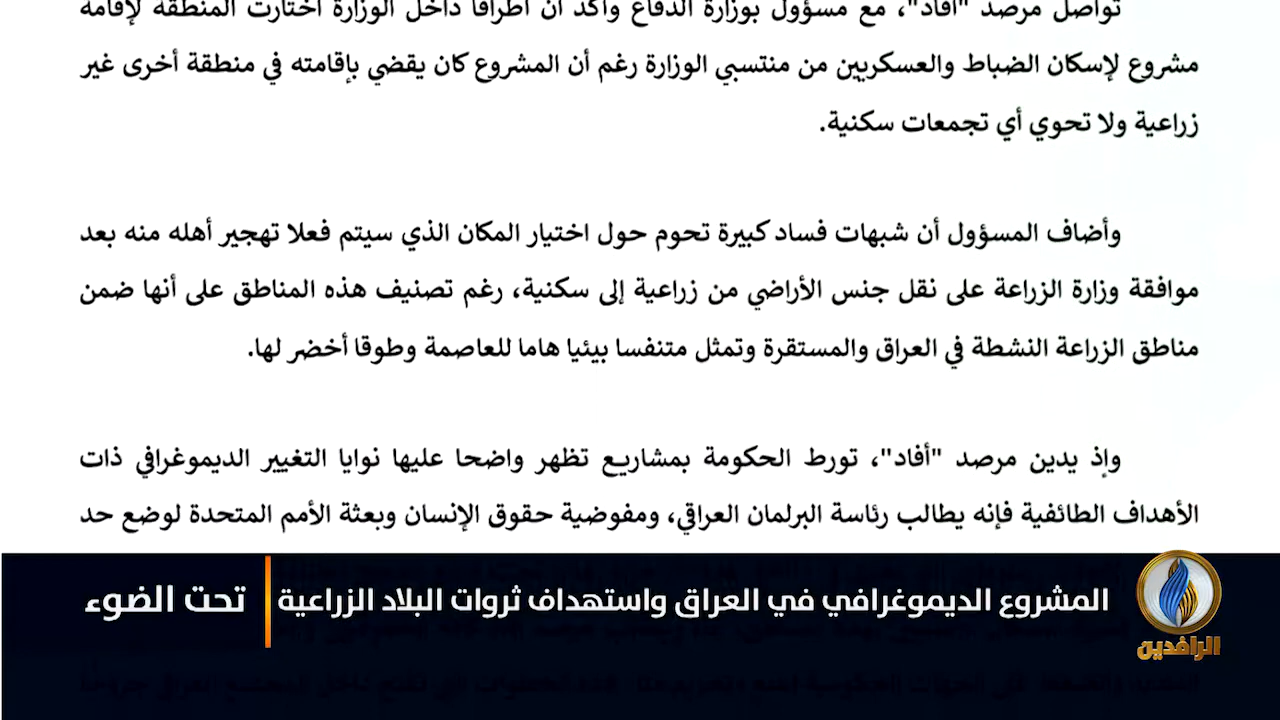 تواصل مرصد "أفاد"، مع مسؤول بوزارة الدفاع وأكد أن أطرافا داخل الوزارة اختارت المنطقة لإقامة
مشروع لإسكان الضباط والعسكريين من منتسبي الوزارة رغم أن المشروع كان يقضي بإقامته في منطقة أخرى غير
زراعية ولا تحوي أي تجمعات سكنية.
وأضاف المسؤول أن شبهات فساد كبيرة تحوم حول اختيار المكان الذي سيتم فعلا تهجير أهله منه بعد
موافقة وزارة الزراعة على نقل جنس الأراضي من زراعية إلى سكنية، رغم تصنيف هذه المناطق على أنها ضمن
مناطق الزراعة النشطة في العراق والمستقرة وتمثل متنفسا بيئيا هاما للعاصمة وطوقا أخضر لها.
وإذ يدين مرصد "أفاد"، تورط الحكومة بمشاريع تظهر واضحا عليها نوايا التغيير الديموغرافي ذات
الأهداف الطائفية فإنه يطالب رئاسة البرلمان العراقي، ومفوضية حقوق الإنسان وبعثة الأمم المتحدة لوضع حد
المشروع الديموغرافي في العراق واستهداف ثروات البلاد الزراعية
تحت الضوء
الرافدين